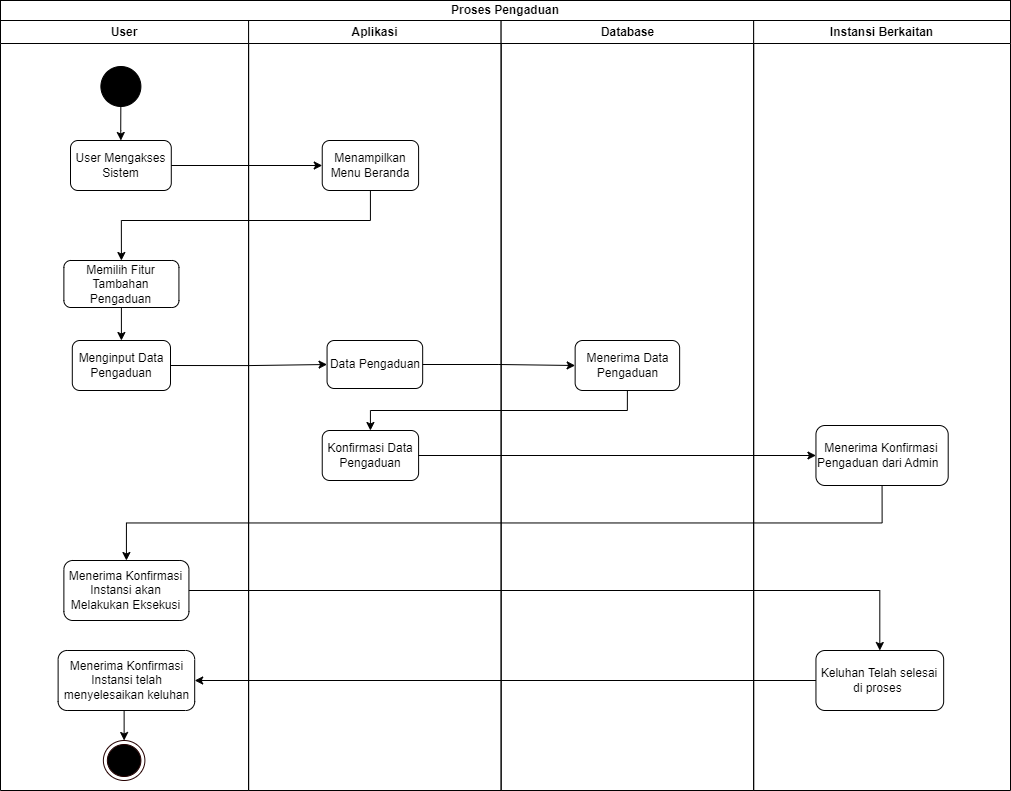 Proses Pengaduan
User
Aplikasi
Database
Instansi Berkaitan
User Mengakses
Sistem
Menampilkan
Menu Beranda
Memilih Fitur
Tambahan
Pengaduan
Menginput Data
Pengaduan
Data Pengaduan
Menerima Data
Pengaduan
Konfirmasi Data
Pengaduan
Menerima Konfirmasi
Pengaduan dari Admin
Menerima Konfirmasi
Instansi akan
Melakukan Eksekusi
Menerima Konfirmasi
Instansi telah
menyelesaikan keluhan
Keluhan Telah selesai
di proses